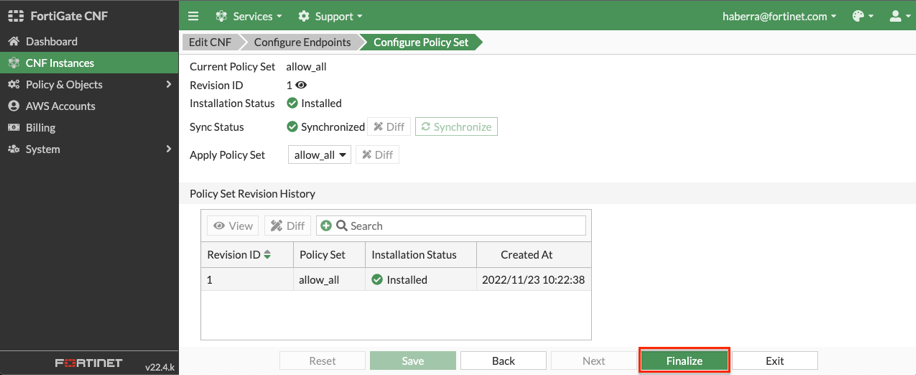 FortiGate CNF
Services
Support
haberra@fortinet.com
Dashboard
CNF Instances
Policy & Objects
AWS Accounts
Billing
System
FORTINET
v22.4.k
Edit CNF
Configure Endpoints
Configure Policy Set
Current Policy Set allow_all
Revision ID 1
Installation Status Installed
Sync Status Synchronized Diff Synchronize
Apply Policy Set allow_all Diff
Policy Set Revision History
View Diff Search
Revision ID Policy Set Installation Status Created At
1 allow_all Installed 2022/11/23 10:22:38
Reset Save Back Next Finalize Exit